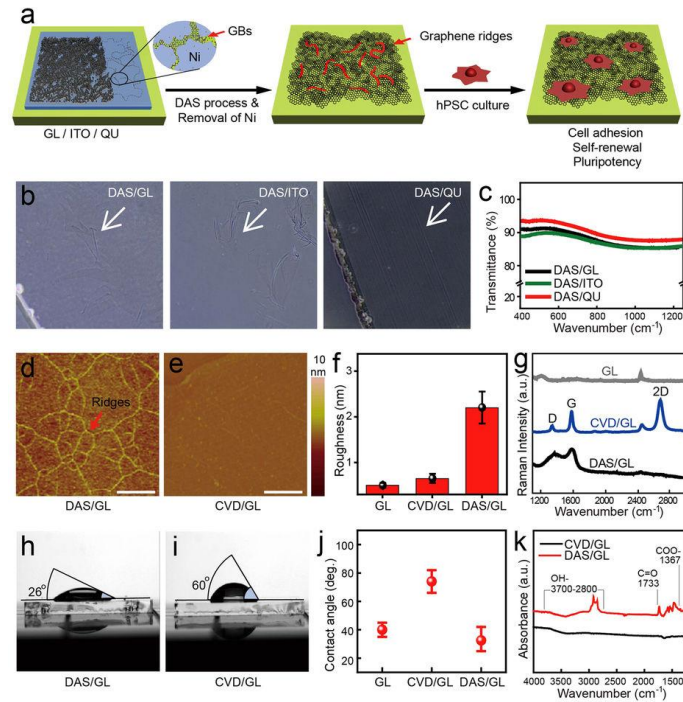 a
GBs
Ni
GL / ITO / QU
DAS process &
Removal of Ni
Graphene ridges
hPSC culture
Cell adhesion
Self-renewal
Pluripotency
b
DAS/GL
DAS/ITO
DAS/QU
c
Transmittance (%)
100
90
80
20
DAS/GL
DAS/ITO
DAS/QU
400 600 800 1000 1200
Wavenumber (cm-1)
d
Ridges
DAS/GL
e
CVD/GL
10
nm
f
Roughness (nm)
3
2
1
GL CVD/GL DAS/GL
g
Raman Intensity (a.u.)
GL
D
G
2D
CVD/GL
DAS/GL
1200 1600 2000 2400 2800
Wavenumber (cm-1)
h
26°
DAS/GL
i
60°
CVD/GL
j
Contact angle (deg.)
100
80
60
40
20
GL CVD/GL DAS/GL
k
Absorbance (a.u.)
CVD/GL
DAS/GL
OH-
3700-2800
C=O
1733
COO-
1367
4000 3500 3000 2500 2000 1500
Wavenumber (cm-1)